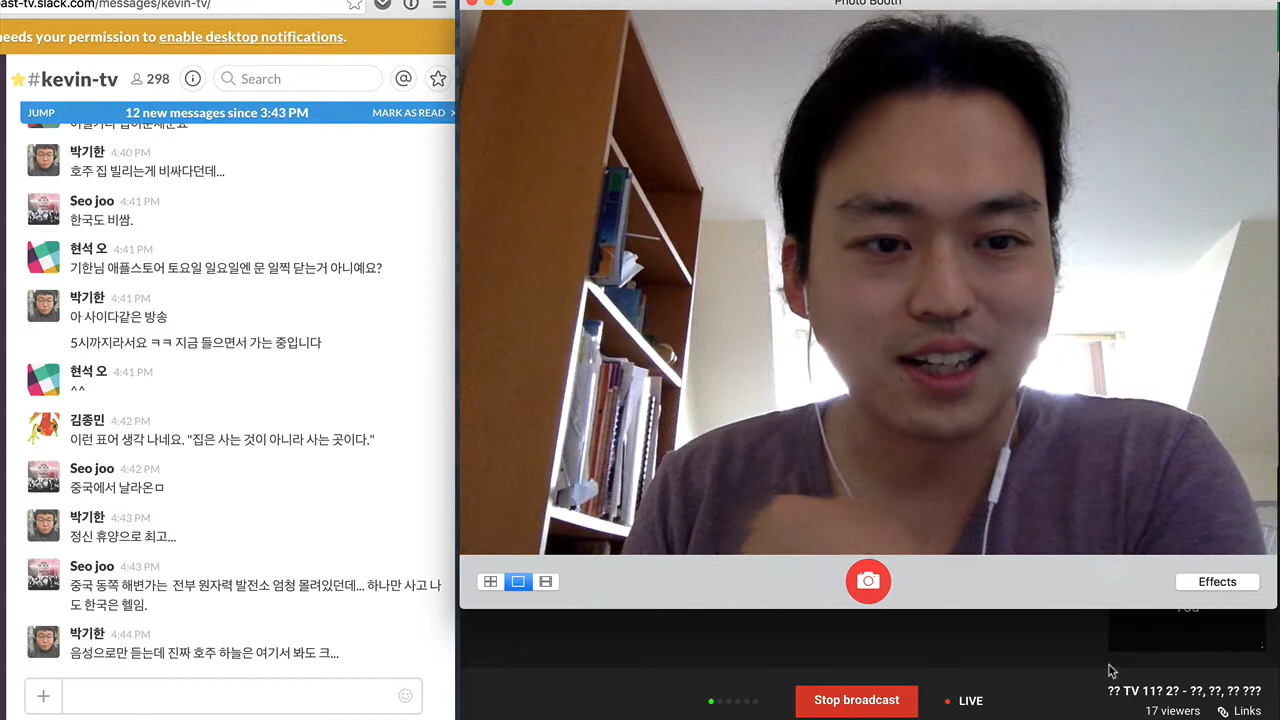 east-tv.slack.com/messages/kevin-tv/
needs your permission to enable desktop notifications.
#kevin-tv 298 Search
JUMP 12 new messages since 3:43 PM MARK AS READ
박기한 4:40 PM
호주 집 빌리는게 비싸다던데...
Seo joo 4:41 PM
한국도 비쌈.
현석 오 4:41 PM
기한님 애플스토어 토요일 일요일엔 문 일찍 닫는거 아니예요?
박기한 4:41 PM
아 사이다같은 방송
5시까지라서요 ㅋㅋ 지금 들으면서 가는 중입니다
현석 오 4:41 PM
^^
김종민 4:42 PM
이런 표어 생각 나네요. "집은 사는 것이 아니라 사는 곳이다."
Seo joo 4:42 PM
중국에서 날라온ㅁ
박기한 4:43 PM
정신 휴양으로 최고...
Seo joo 4:43 PM
중국 동쪽 해변가는 전부 원자력 발전소 엄청 몰려있던데... 하나만 사고 나
도 한국은 헬임.
박기한 4:44 PM
음성으로만 듣는데 진짜 호주 하늘은 여기서 봐도 크...
Photo Booth
Effects
You
Stop broadcast
LIVE
?? TV 11? 2? - ??, ??, ?? ???
17 viewers Links